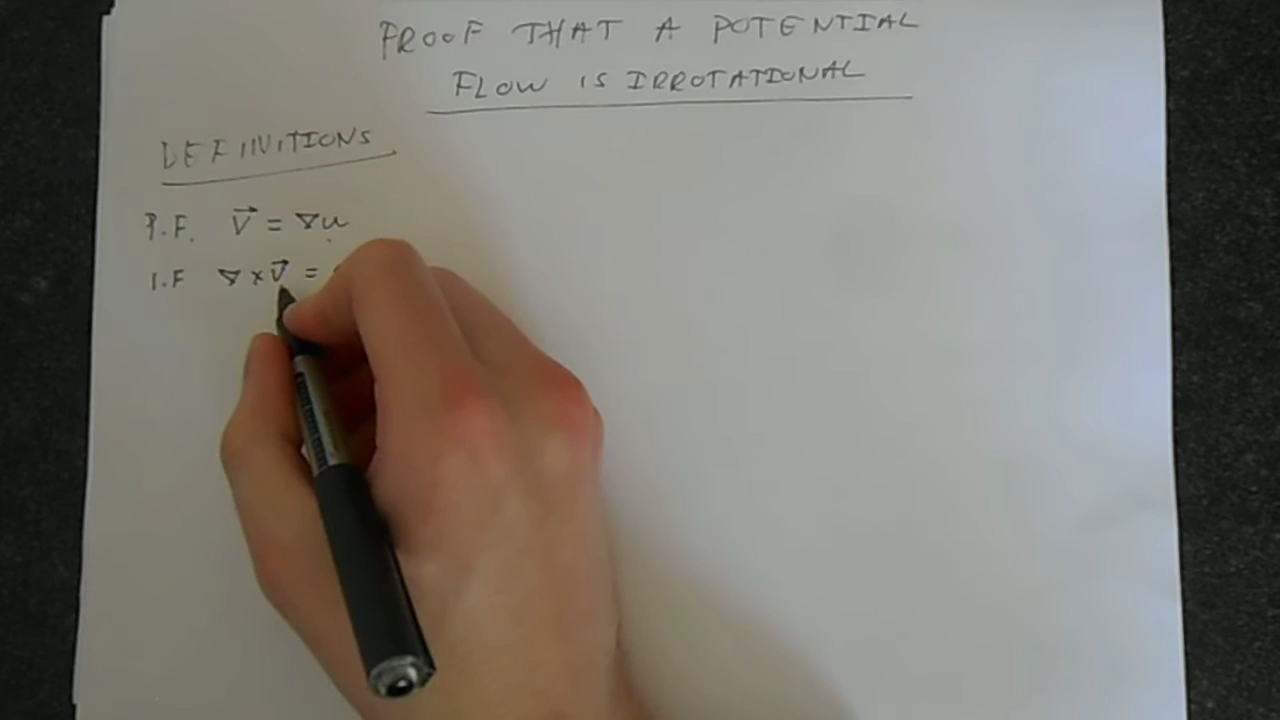 PROOF THAT A POTENTIAL
FLOW IS IRROTATIONAL
DEFINITIONS
P.F. V⃗ = ∇u
I.F ∇ × V⃗ =